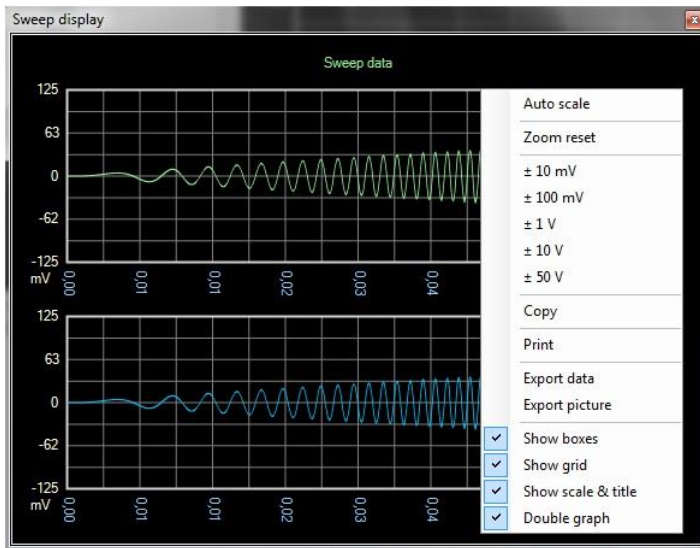 Sweep display
x
Sweep data
125
63
0
-62
-125
mV
0,00
0,01
0,01
0,02
0,03
0,04
125
63
0
-62
-125
mV
0,00
0,01
0,01
0,02
0,03
0,04
Auto scale
Zoom reset
± 10 mV
± 100 mV
± 1 V
± 10 V
± 50 V
Copy
Print
Export data
Export picture
Show boxes
Show grid
Show scale & title
Double graph